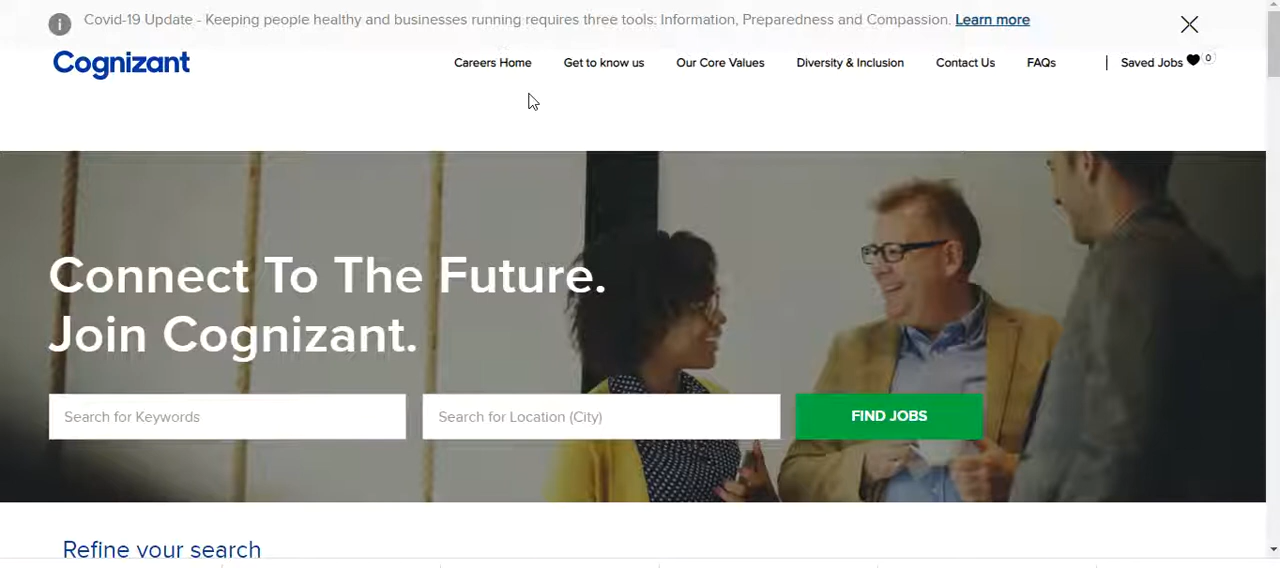 Covid-19 Update - Keeping people healthy and businesses running requires three tools: Information, Preparedness and Compassion. Learn more
Cognizant
Careers Home Get to know us Our Core Values Diversity & Inclusion Contact Us FAQs | Saved Jobs 0
Connect To The Future.
Join Cognizant.
Search for Keywords Search for Location (City) FIND JOBS
Refine your search